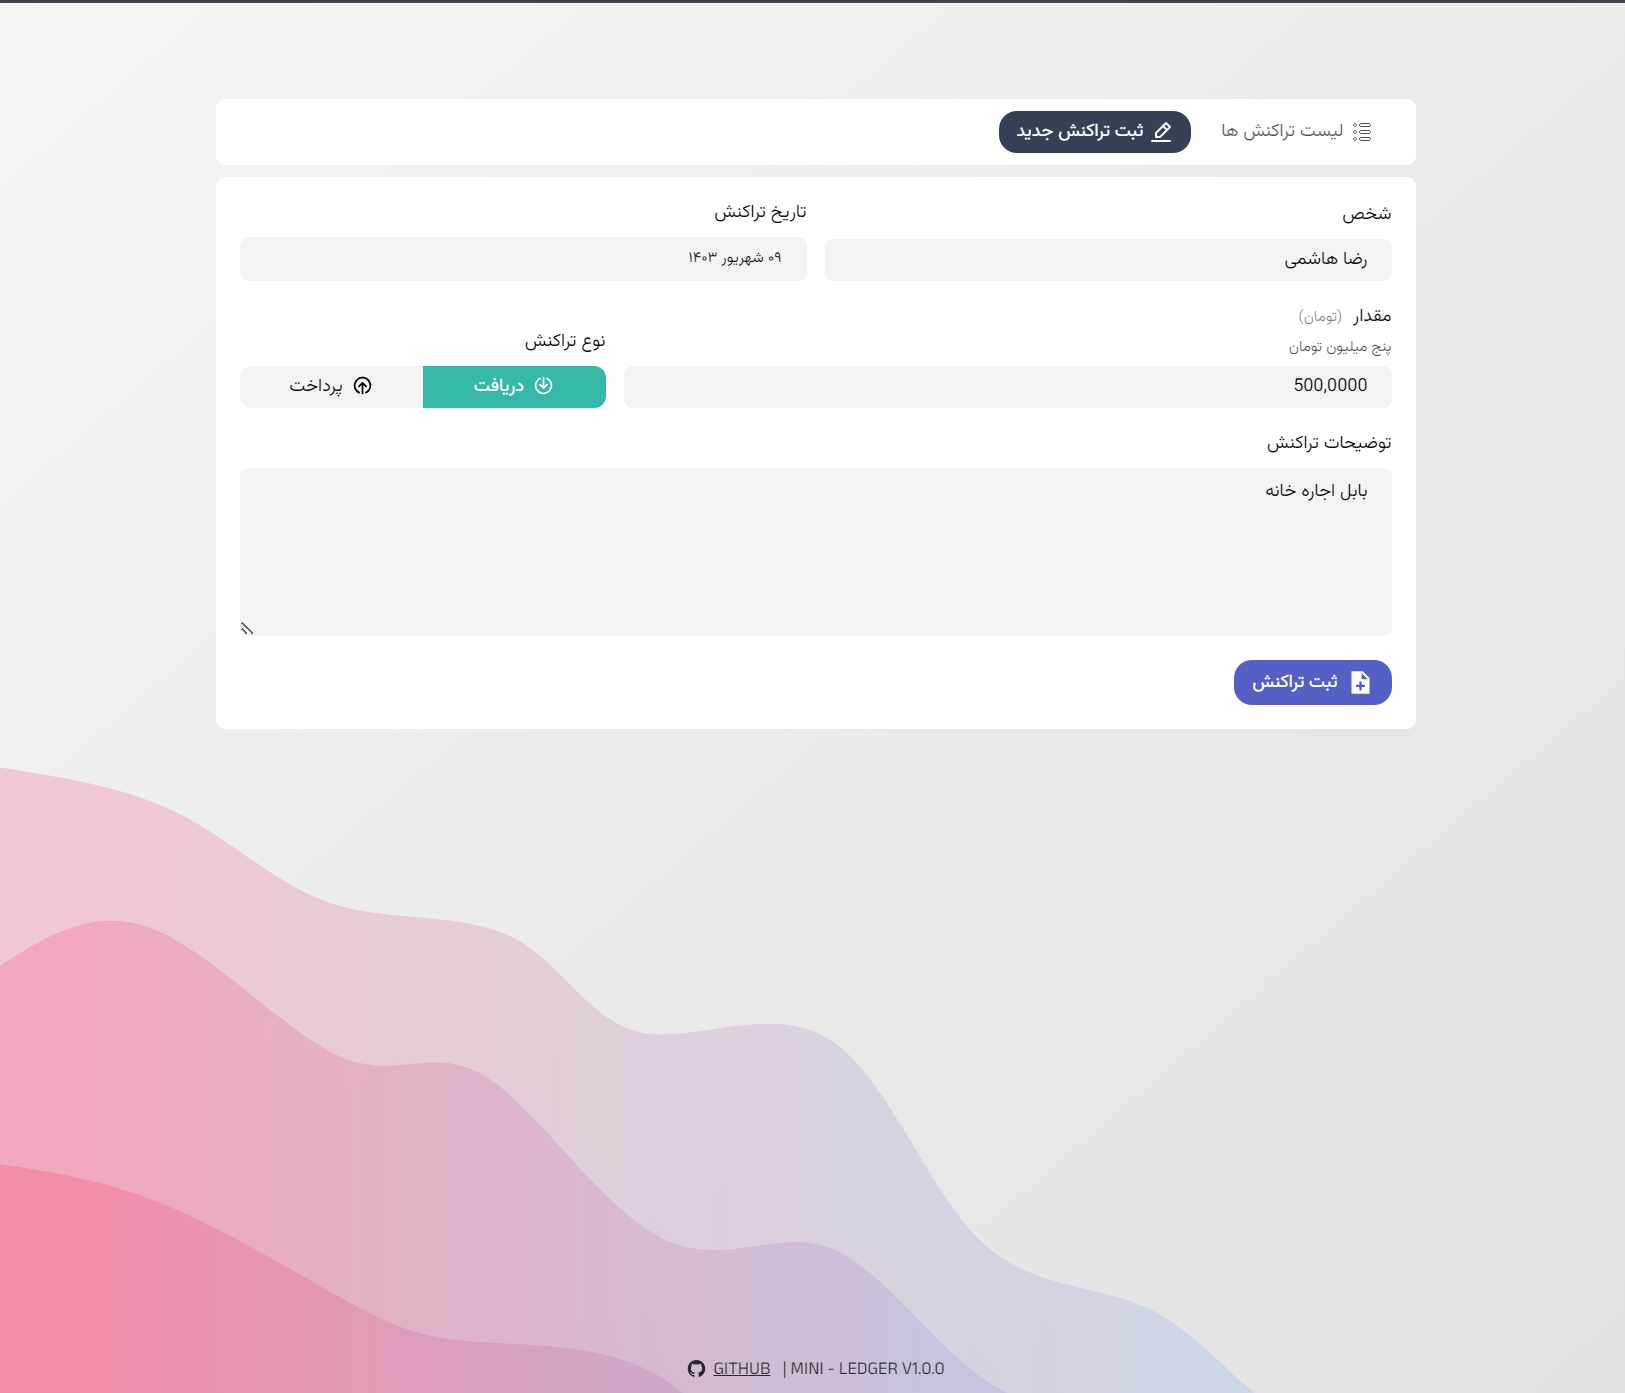 لیست تراکنش ها
ثبت تراکنش جدید
شخص
رضا هاشمی
تاریخ تراکنش
۰۹ شهریور ۱۴۰۳
مقدار (تومان)
پنج میلیون تومان
500,0000
نوع تراکنش
دریافت
پرداخت
توضیحات تراکنش
بابل اجاره خانه
ثبت تراکنش
GITHUB | MINI - LEDGER V1.0.0